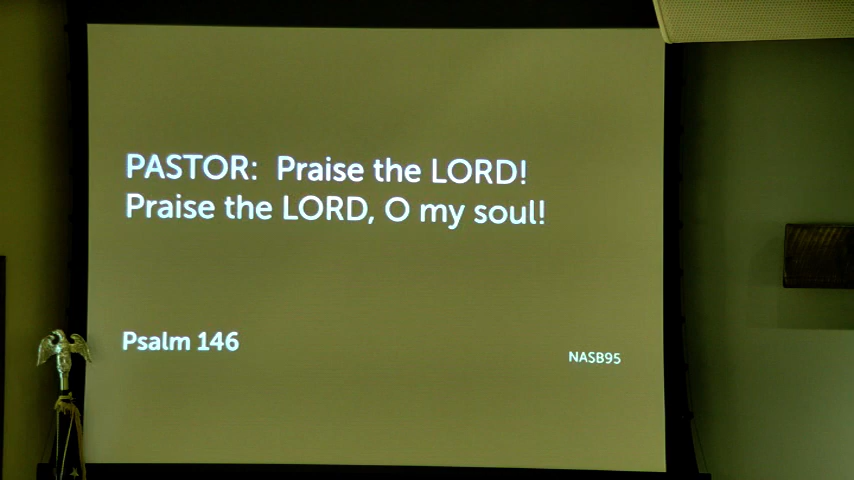 PASTOR:  Praise the LORD!
Praise the LORD, O my soul!
Psalm 146
NASB95